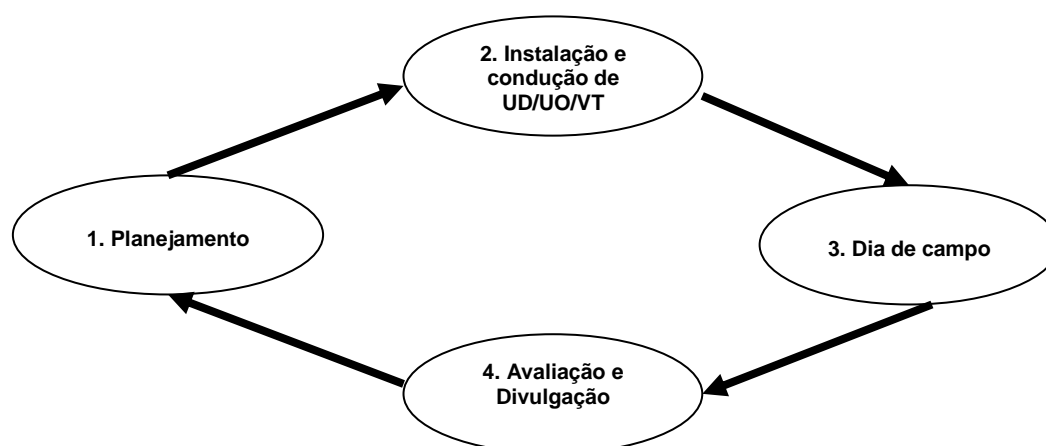 2. Instalação e
condução de
UD/UO/VT
1. Planejamento
3. Dia de campo
4. Avaliação e
Divulgação